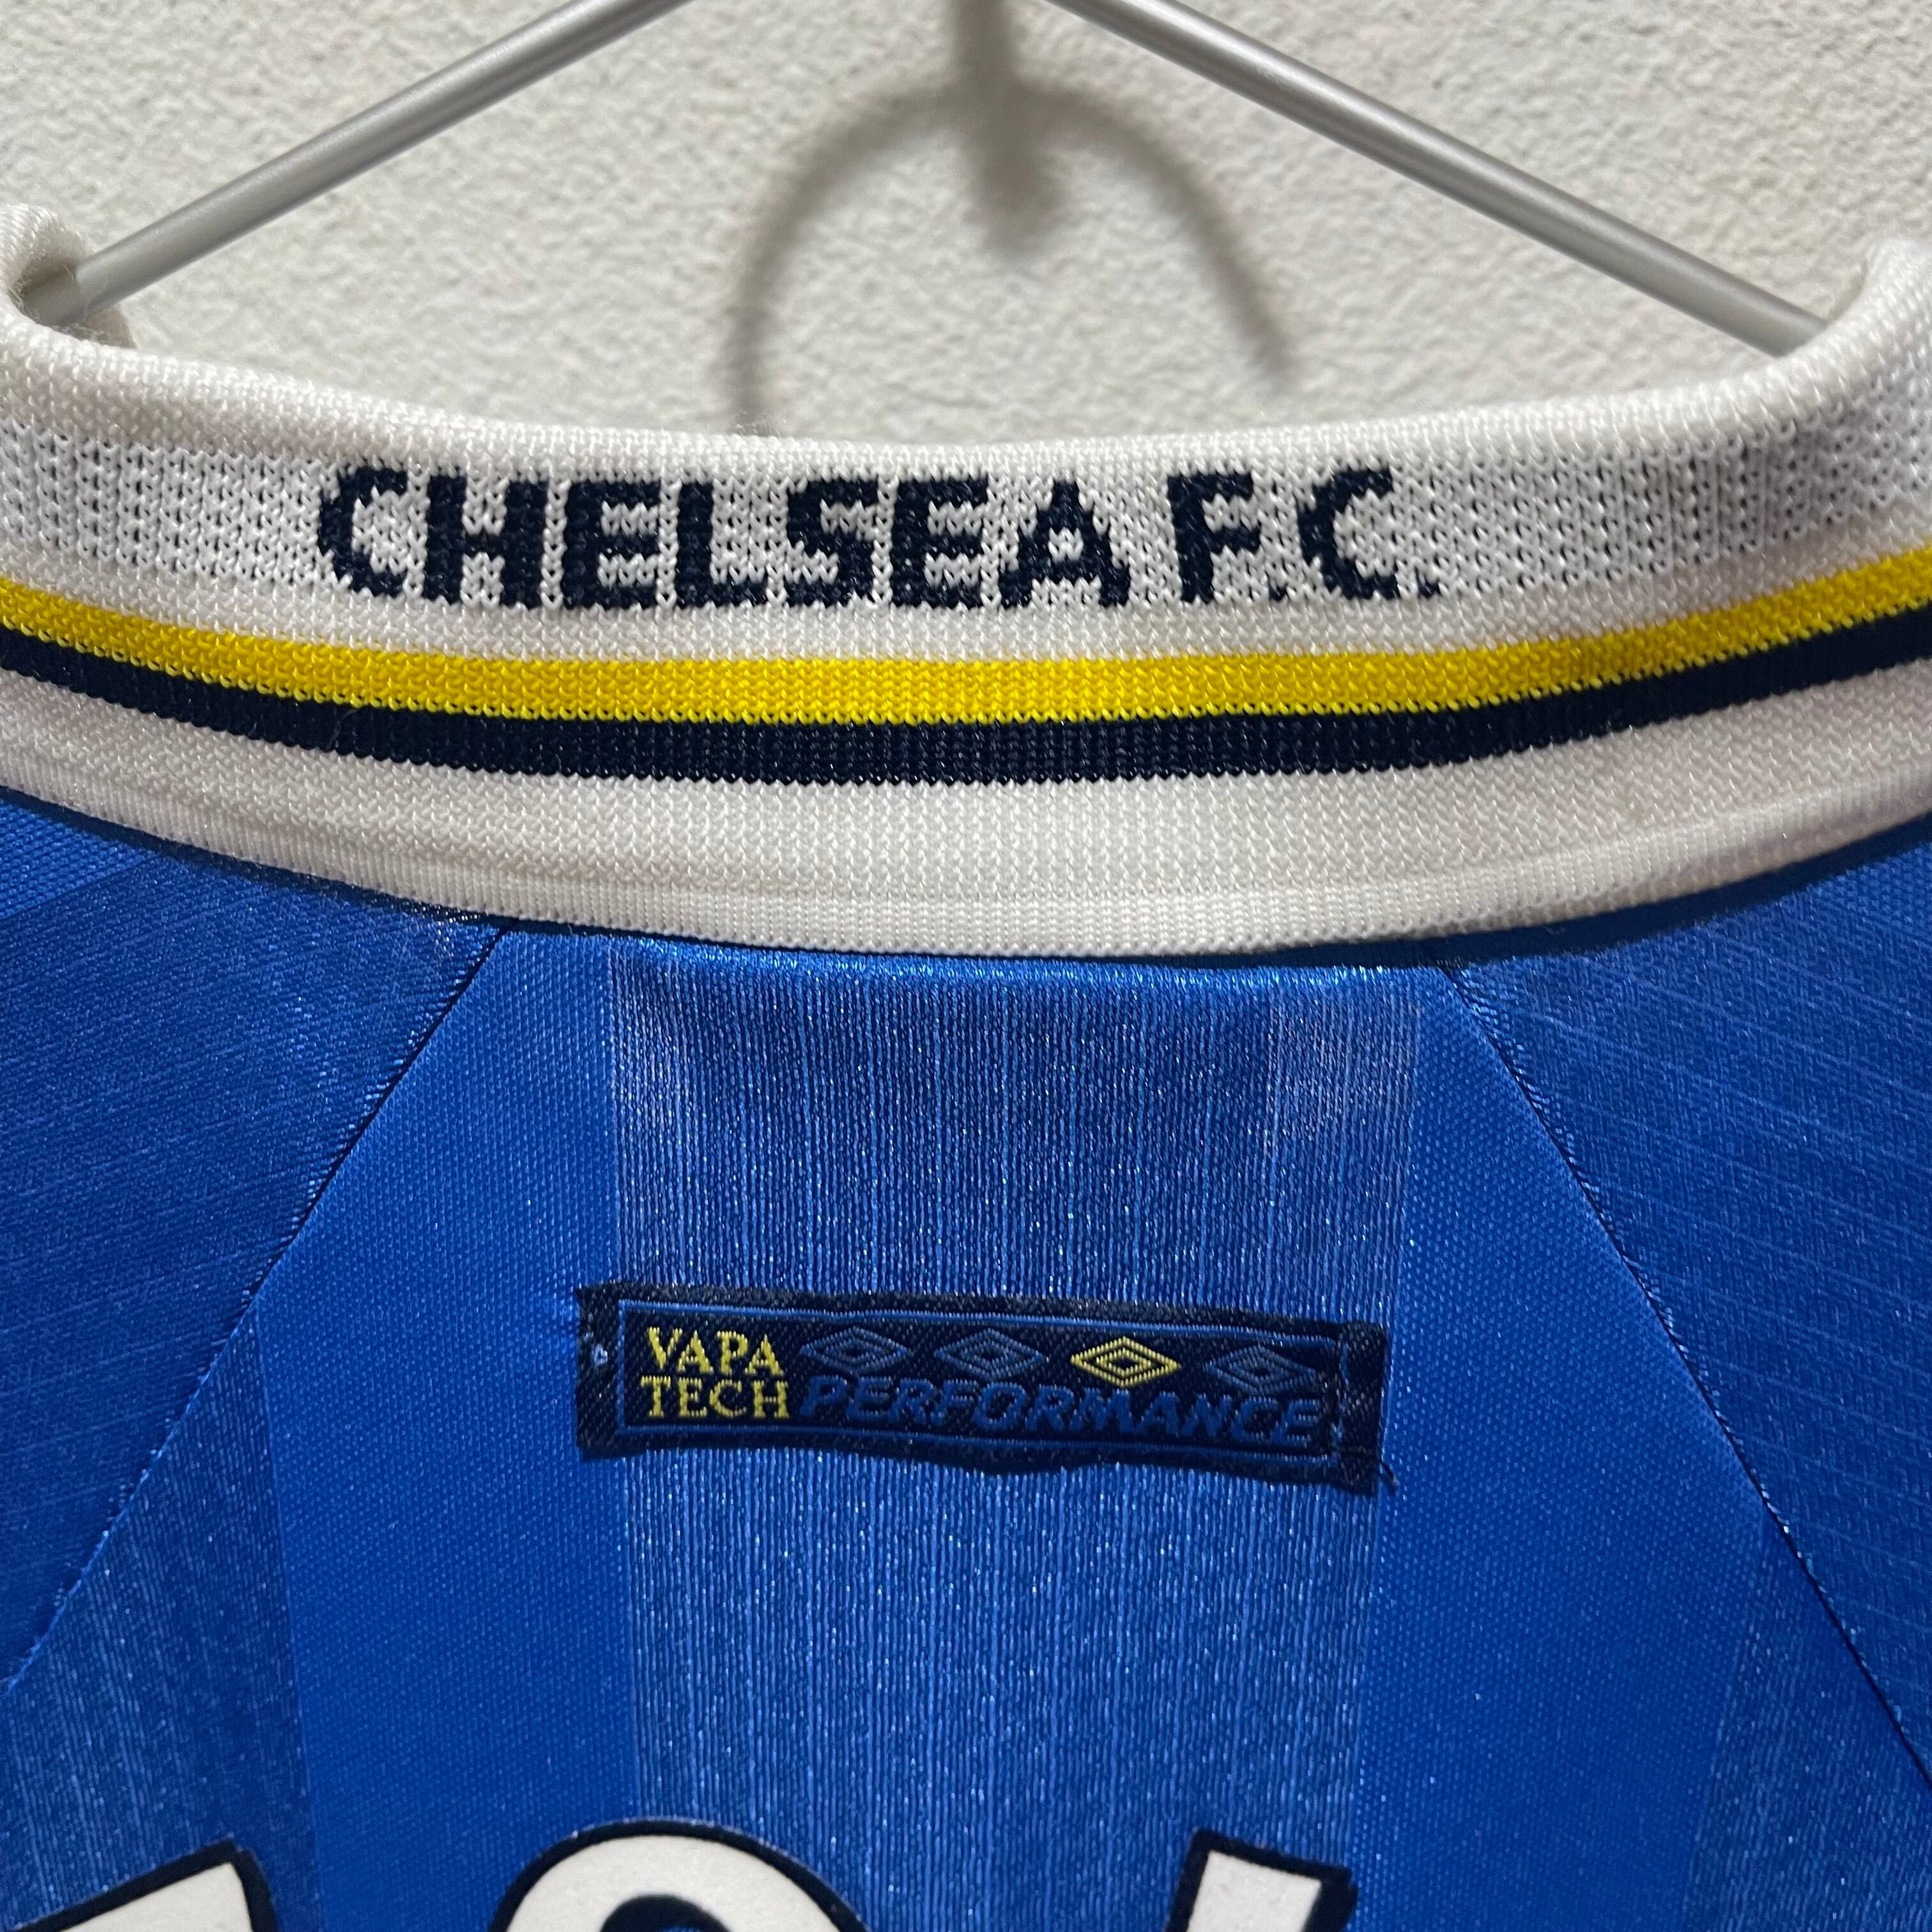 CHELSEA F.C.
VAPA
TECH PERFORMANCE